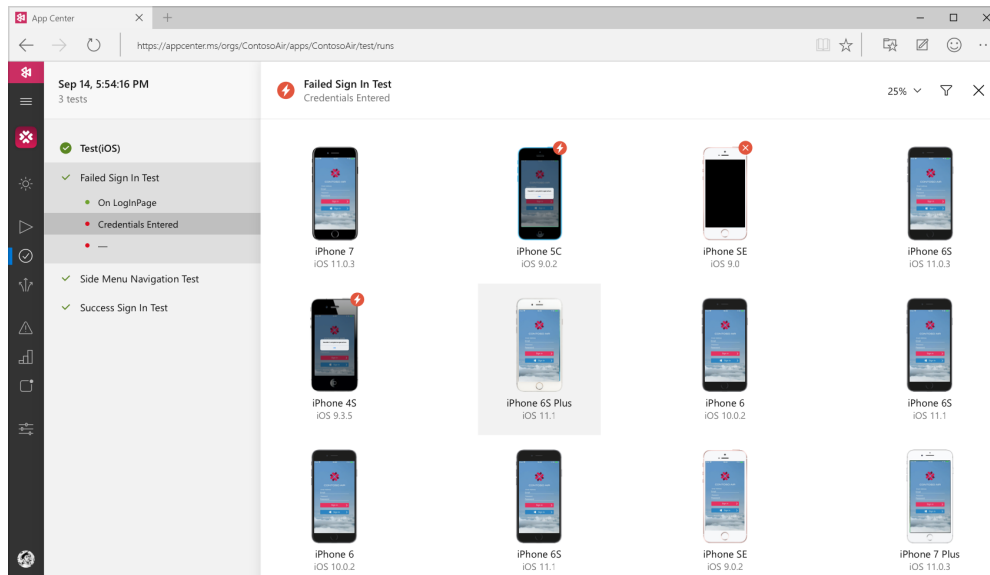 App Center
https://appcenter.ms/orgs/ContosoAir/apps/ContosoAir/test/runs
Sep 14, 5:54:16 PM
3 tests
Failed Sign In Test
Credentials Entered
25%
Test(iOS)
Failed Sign In Test
On LogInPage
Credentials Entered
—
Side Menu Navigation Test
Success Sign In Test
iPhone 7
iOS 11.0.3
iPhone 5C
iOS 9.0.2
iPhone SE
iOS 9.0
iPhone 6S
iOS 11.0.3
iPhone 4S
iOS 9.3.5
iPhone 6S Plus
iOS 11.1
iPhone 6
iOS 10.0.2
iPhone 6S
iOS 11.1
iPhone 6
iOS 10.0.2
iPhone 6S
iOS 11.1
iPhone SE
iOS 9.0.2
iPhone 7 Plus
iOS 11.0.3